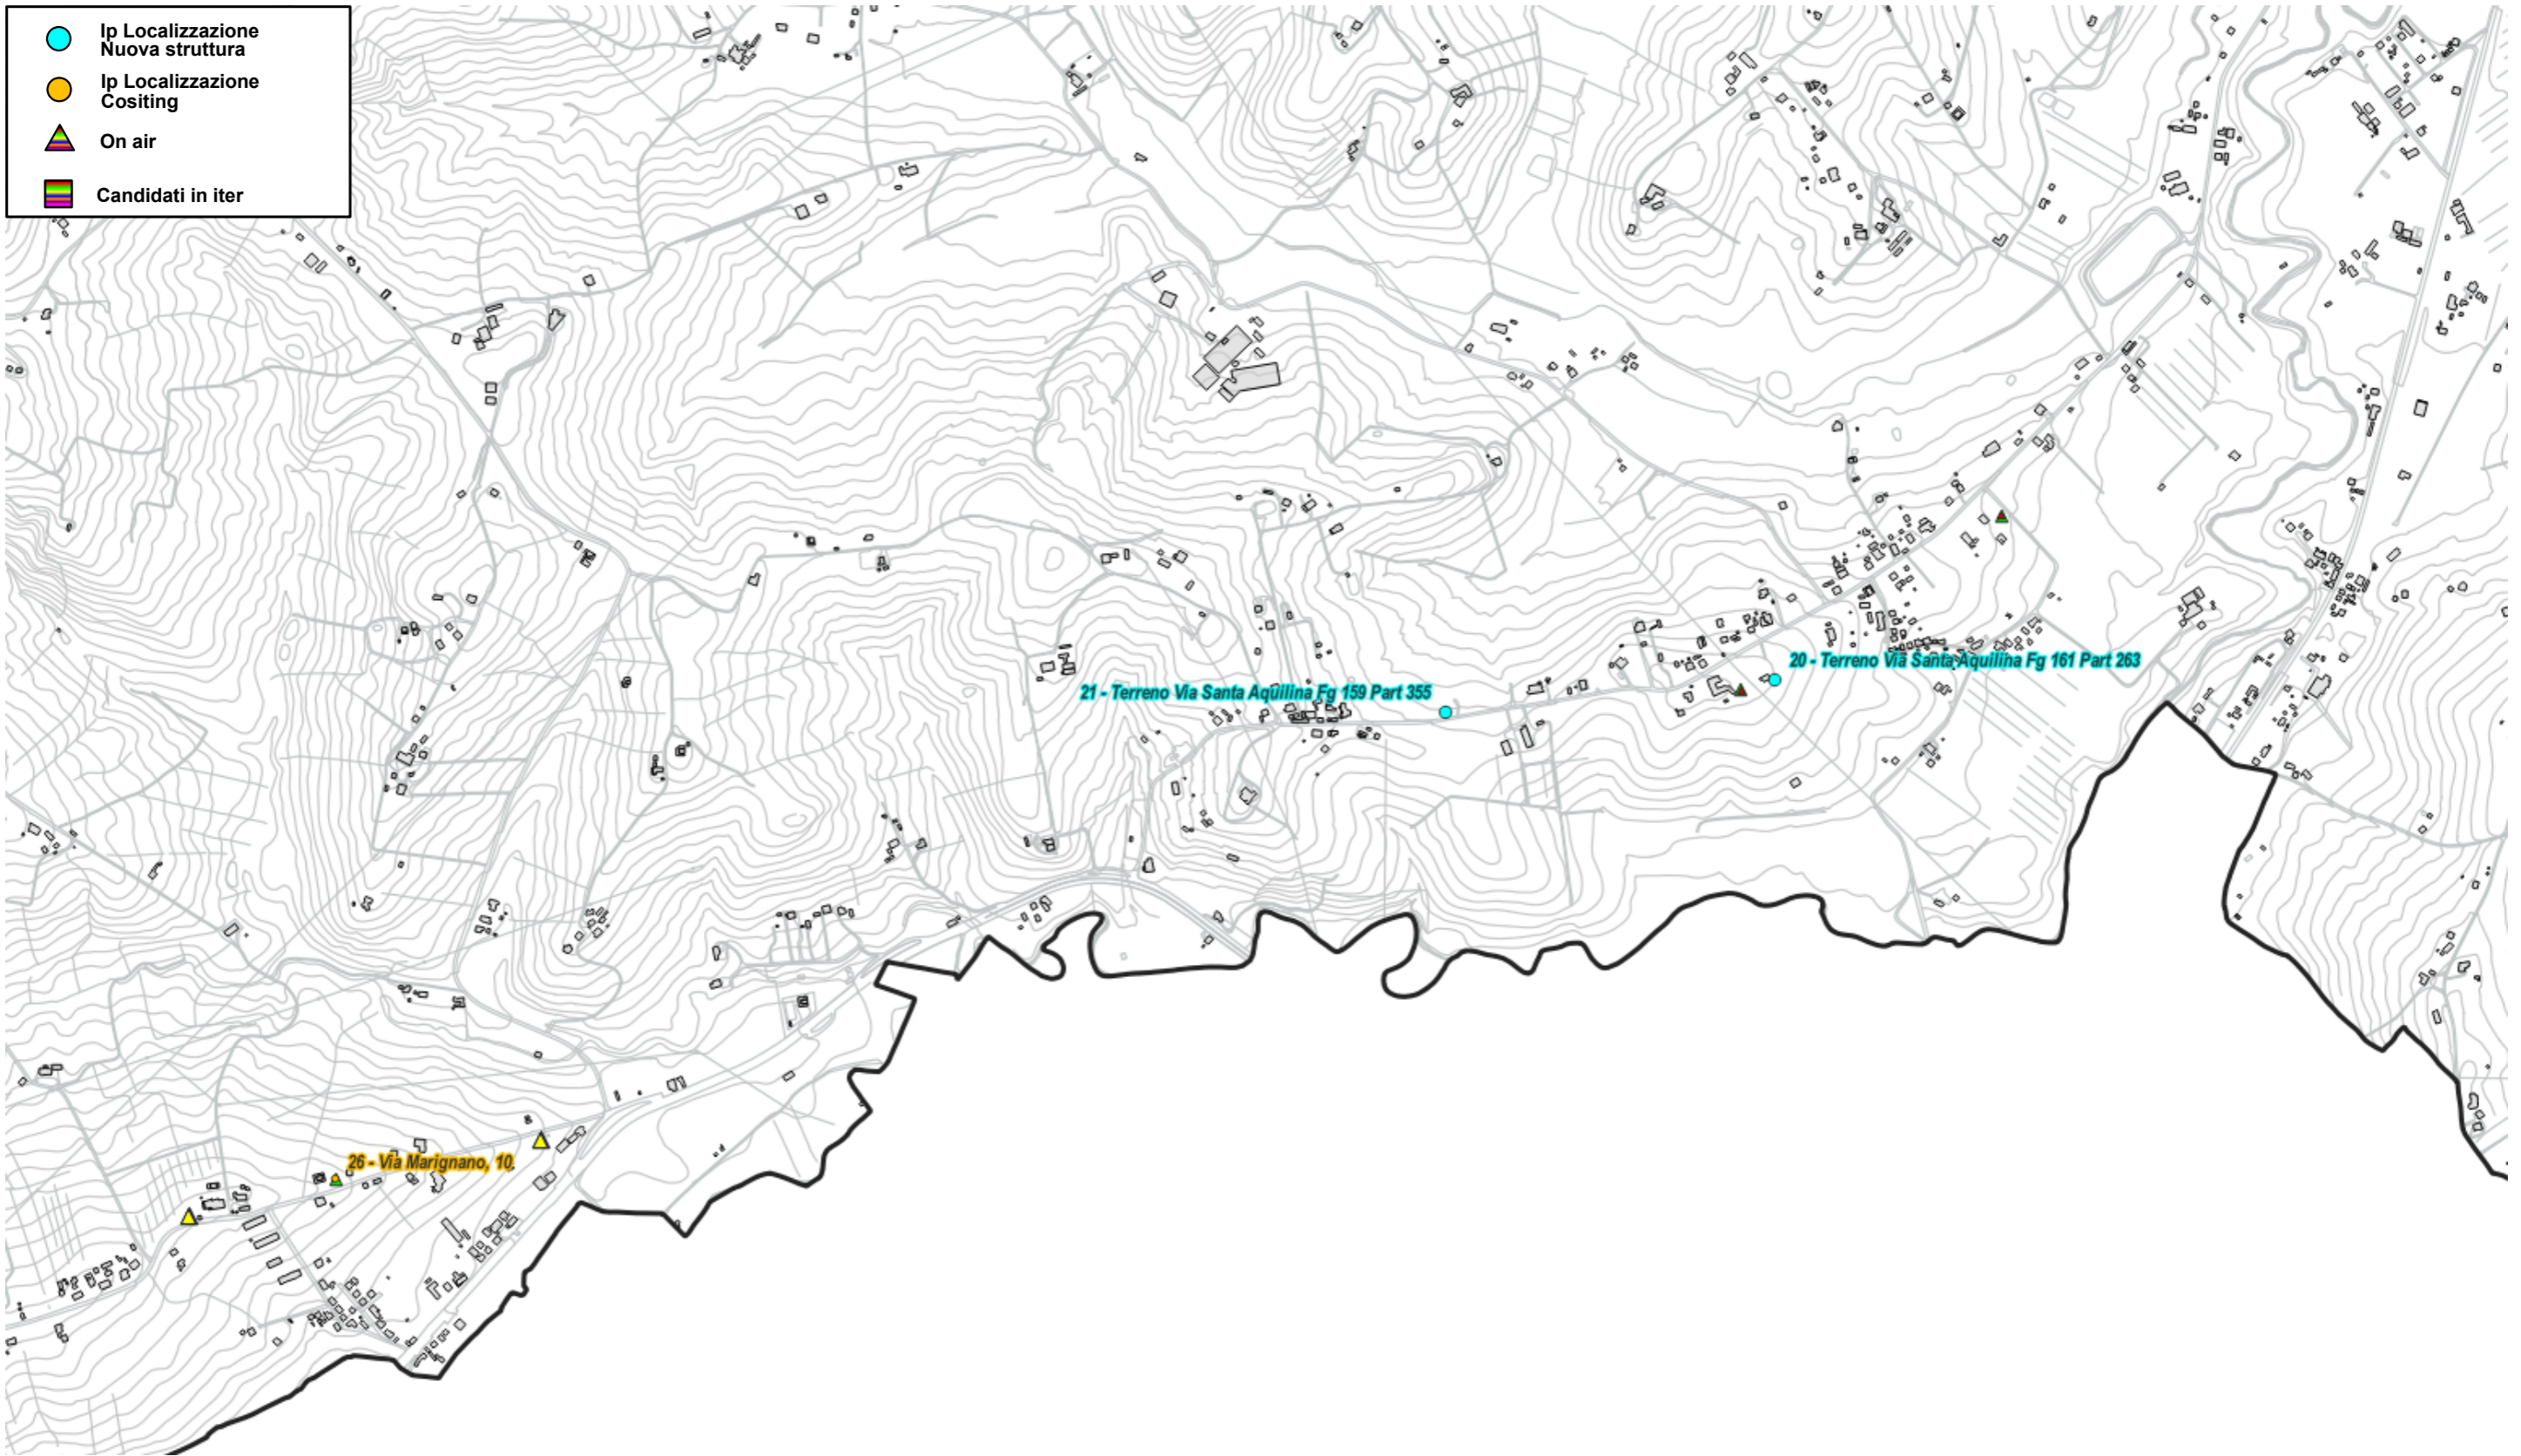 Ip Localizzazione
Nuova struttura
Ip Localizzazione
Cositing
On air
Candidati in iter
20 - Terreno Via Santa Aquilina Fg 161 Part 263
21 - Terreno Via Santa Aquilina Fg 159 Part 355
26 - Via Marignano, 10